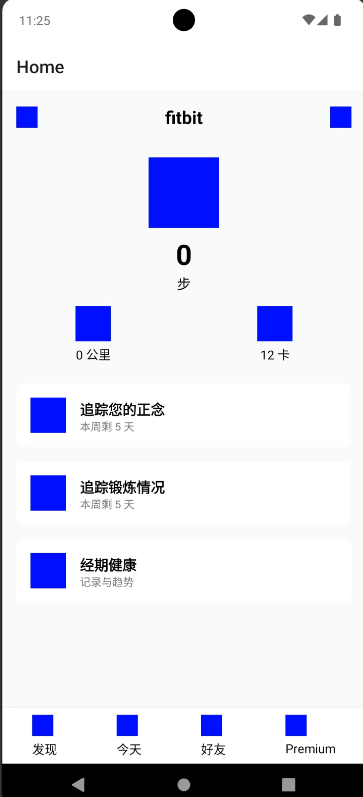 11:25
Home
fitbit
0
步
0 公里
12 卡
追踪您的正念
本周剩 5 天
追踪锻炼情况
本周剩 5 天
经期健康
记录与趋势
发现
今天
好友
Premium